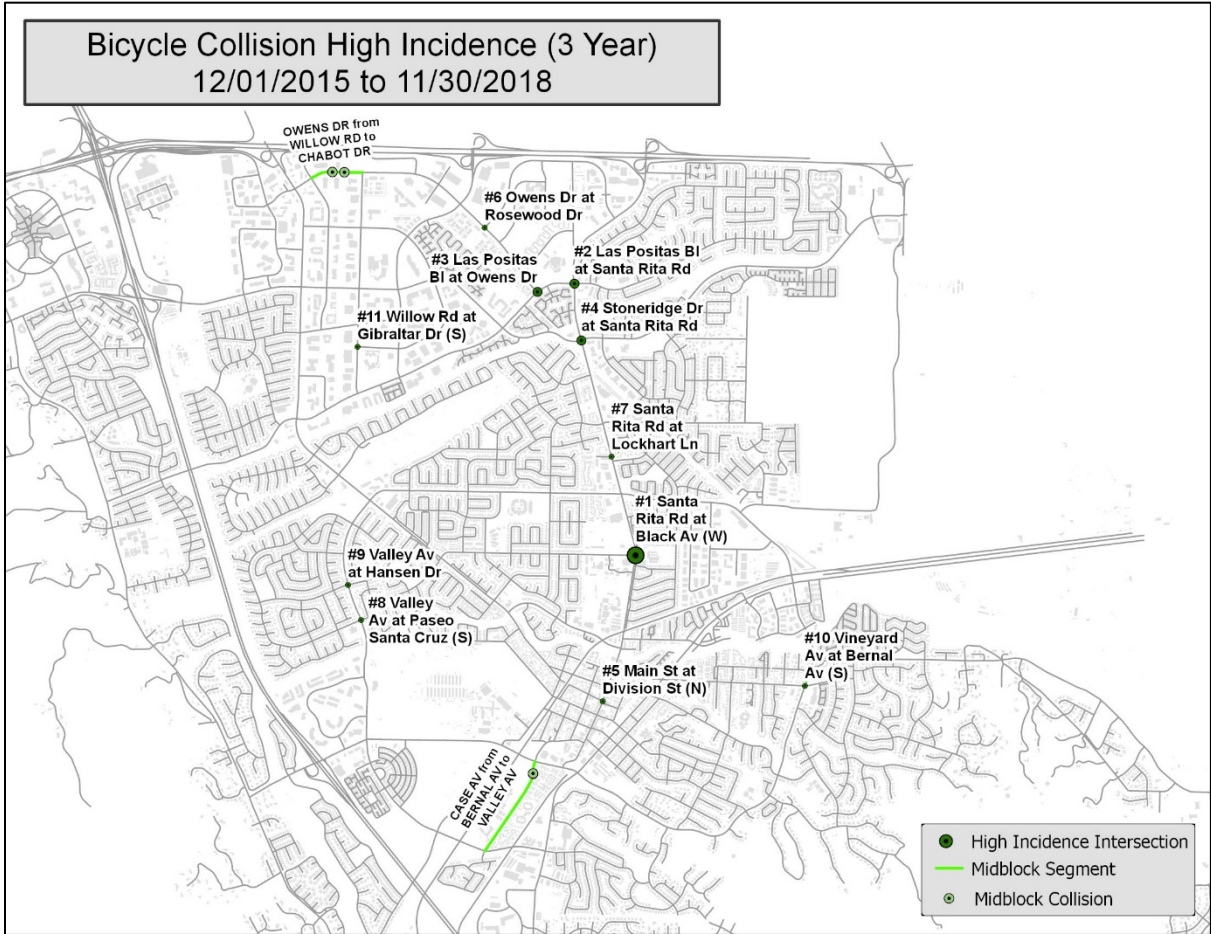 Bicycle Collision High Incidence (3 Year)
12/01/2015 to 11/30/2018
OWENS DR from
WILLOW RD to
CHABOT DR
#6 Owens Dr at
Rosewood Dr
#3 Las Positas
Bl at Owens Dr
#2 Las Positas Bl
at Santa Rita Rd
#4 Stoneridge Dr
at Santa Rita Rd
#11 Willow Rd at
Gibraltar Dr (S)
#7 Santa
Rita Rd at
Lockhart Ln
#1 Santa
Rita Rd at
Black Av (W)
#9 Valley Av
at Hansen Dr
#8 Valley
Av at Paseo
Santa Cruz (S)
#10 Vineyard
Av at Bernal
Av (S)
#5 Main St at
Division St (N)
CASE AV from
BERNAL AV to
VALLEY AV
High Incidence Intersection
Midblock Segment
Midblock Collision